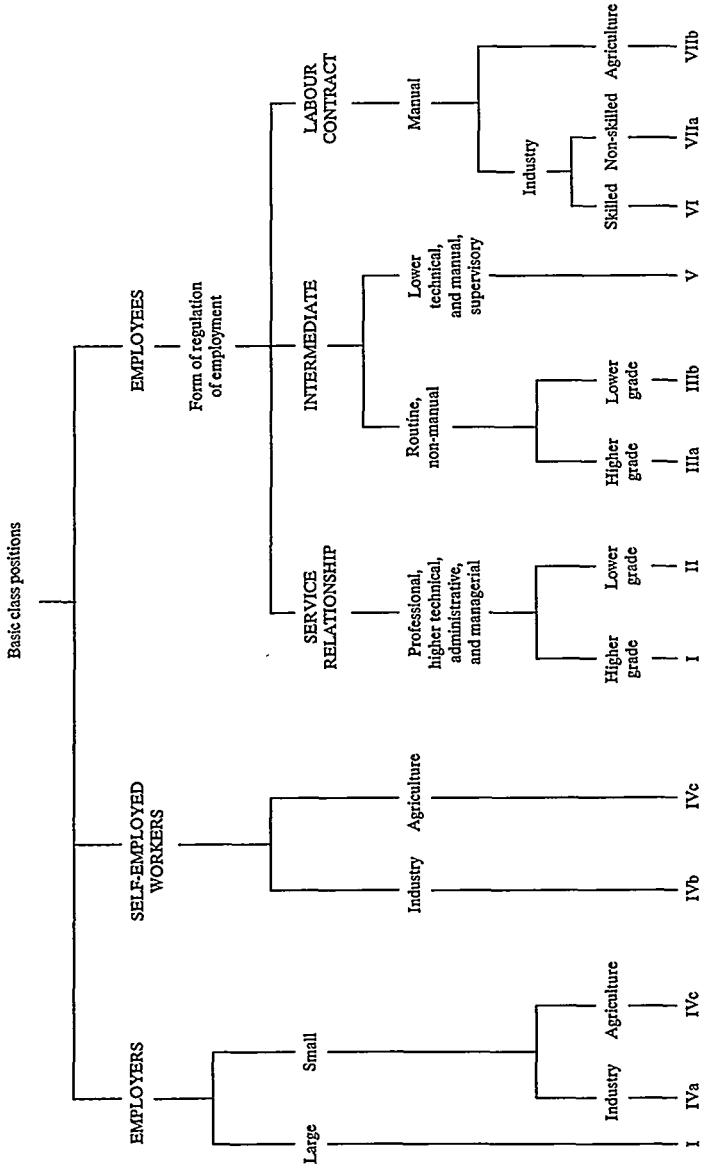 Basic class positions
EMPLOYERS
SELF-EMPLOYED
WORKERS
EMPLOYEES
Form of regulation
of employment
SERVICE
RELATIONSHIP
INTERMEDIATE
LABOUR
CONTRACT
Large
Small
Industry
Agriculture
Professional,
higher technical,
administrative,
and managerial
Routine,
non-manual
Lower
technical,
and manual,
supervisory
Manual
Industry
Industry
Agriculture
Higher
grade
Lower
grade
Higher
grade
Lower
grade
Skilled
Non-skilled
Agriculture
I
IVa
IVc
IVb
IVc
I
II
IIIa
IIIb
V
VI
VIIa
VIIb